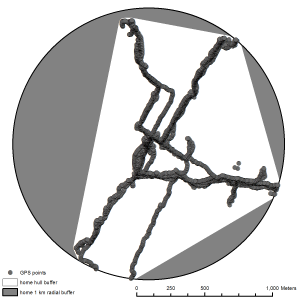 GPS points
home hull buffer
home 1 km radial buffer
0 250 500 1,000 Meters